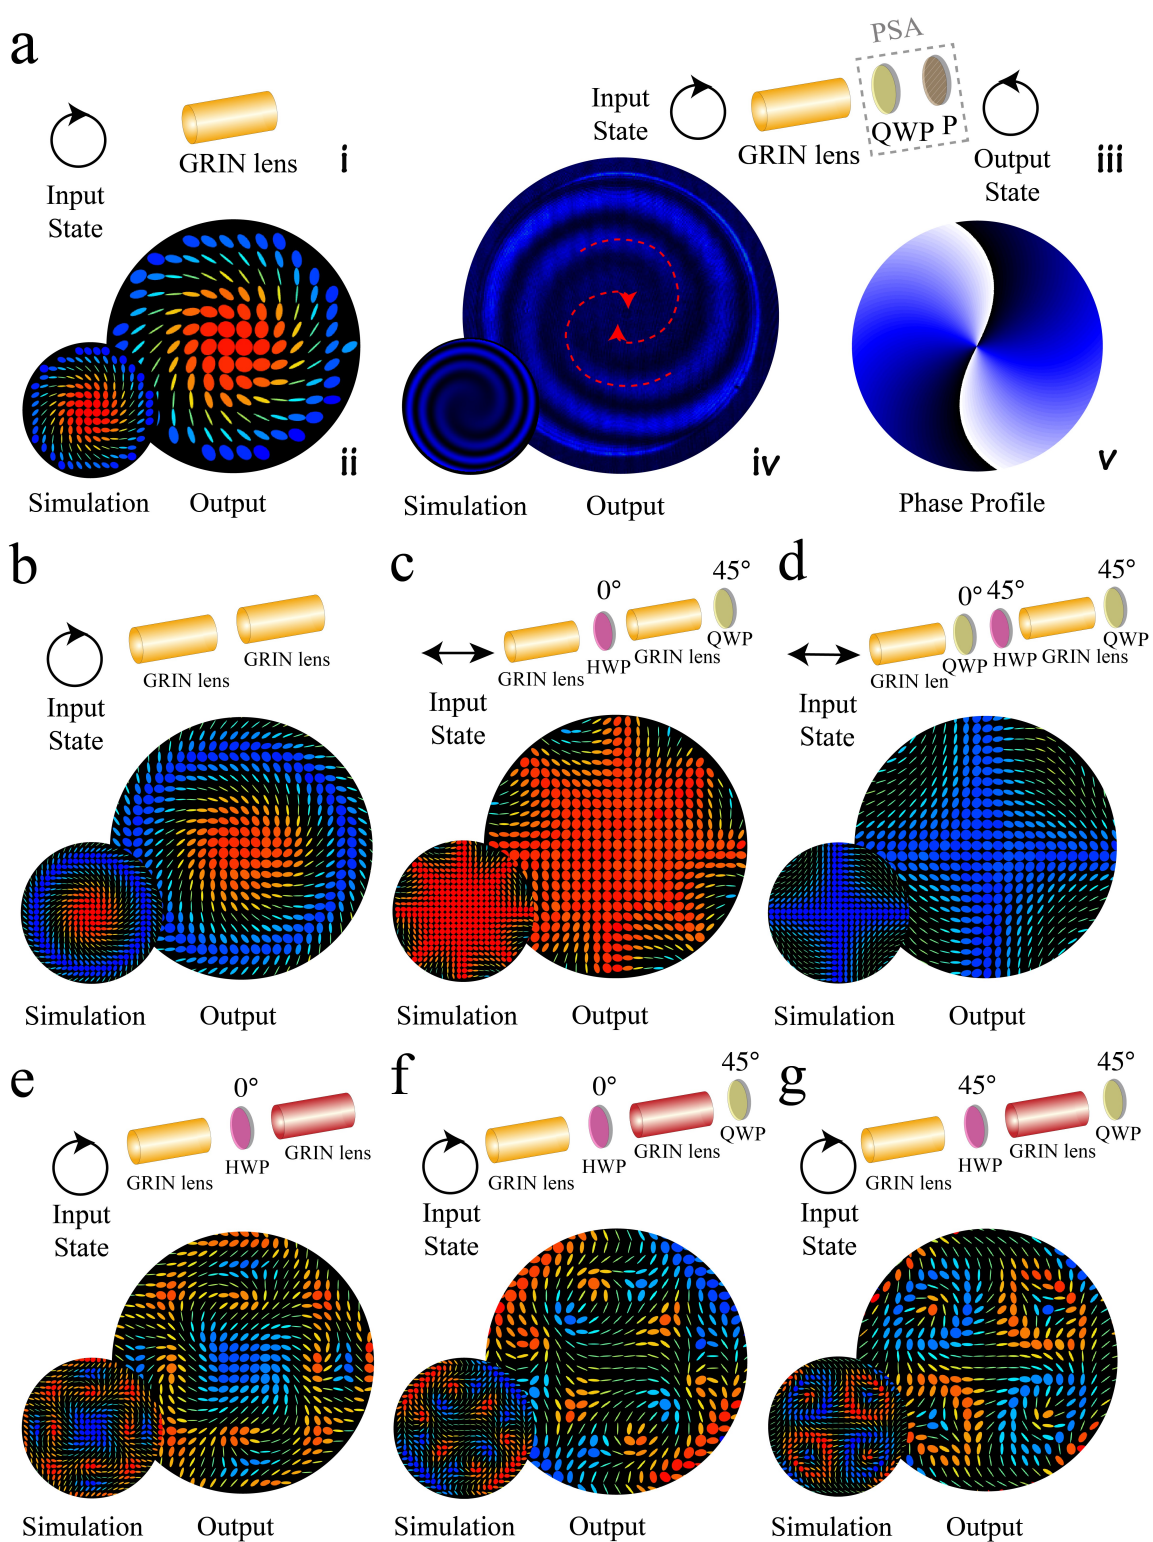 a
PSA
Input
State
GRIN lens
QWP P
Output
State
iii
GRIN lens
i
Input
State
ii
Simulation
Output
iv
Simulation
Output
v
Phase Profile
b
GRIN lens
GRIN lens
Input
State
Simulation
Output
c
0°
45°
GRIN lens
HWP
GRIN lens
QWP
Input
State
Simulation
Output
d
0°
45°
45°
GRIN len
QWP
HWP
GRIN lens
QWP
Input
State
Simulation
Output
e
0°
GRIN lens
HWP
GRIN lens
Input
State
Simulation
Output
f
0°
45°
GRIN lens
HWP
GRIN lens
QWP
Input
State
Simulation
Output
g
45°
45°
GRIN lens
HWP
GRIN lens
QWP
Input
State
Simulation
Output